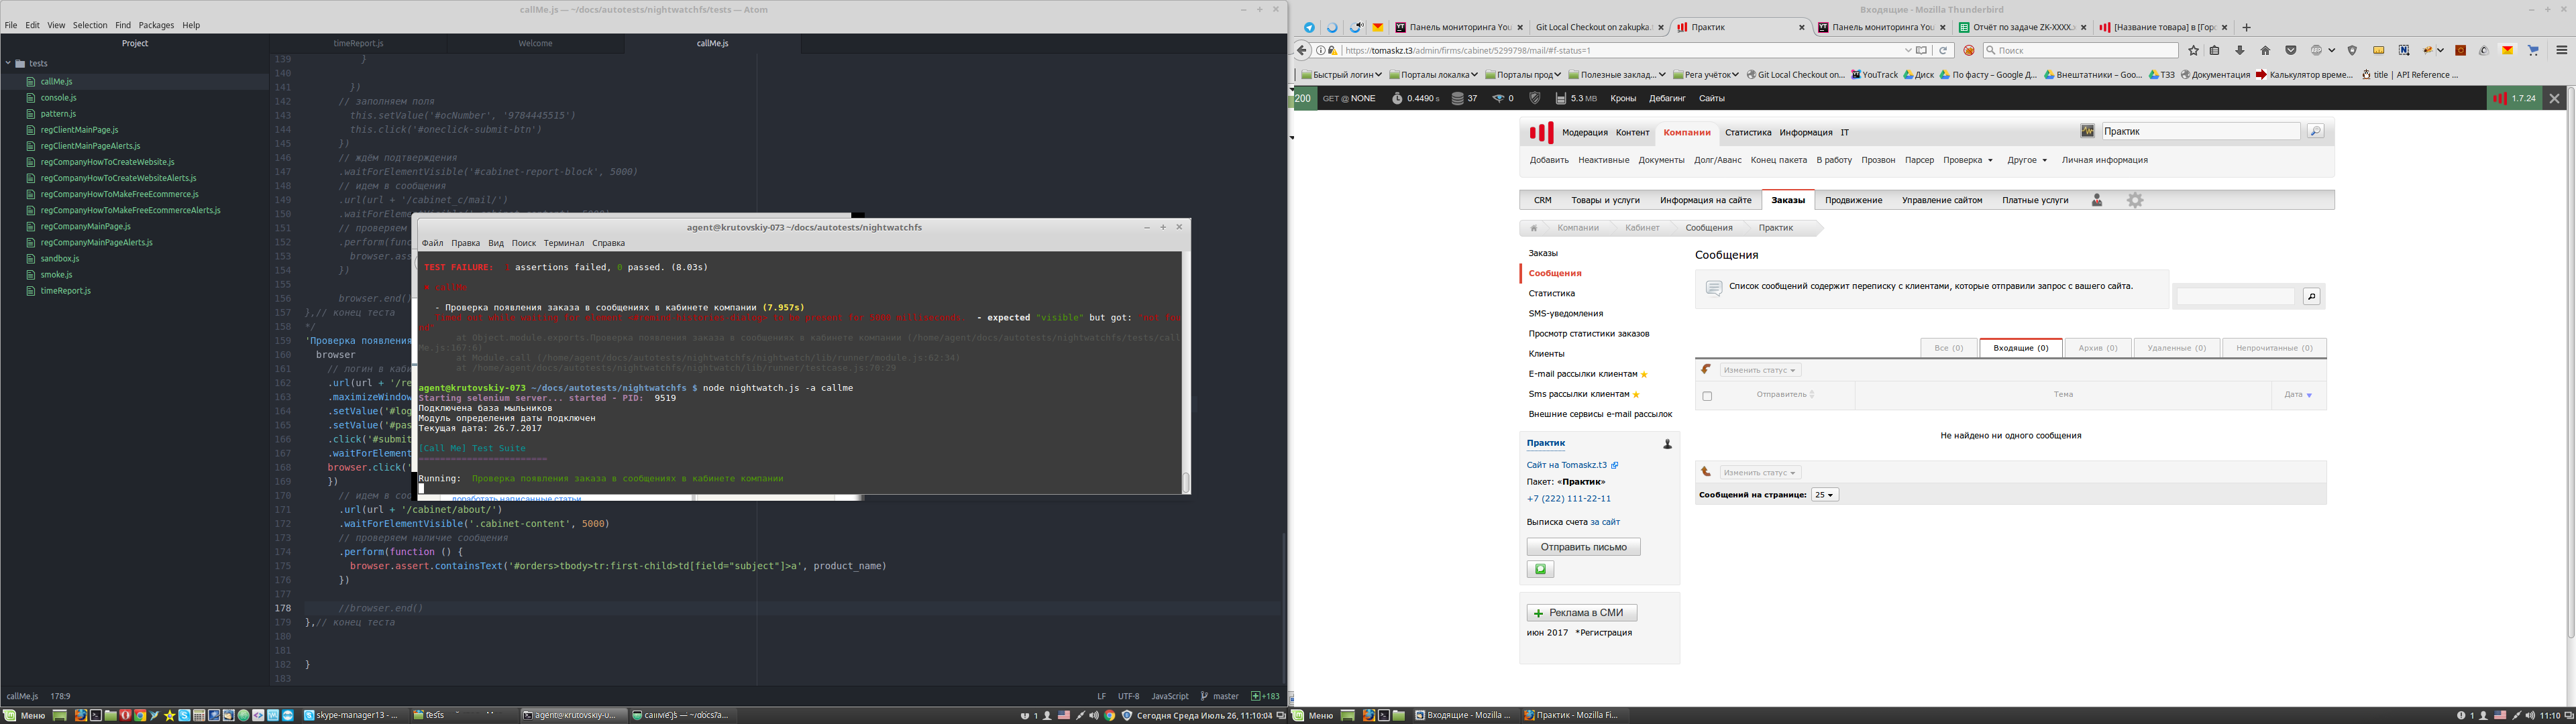 callMe.js — ~/docs/autotests/nightwatchfs/tests — Atom
File Edit View Selection Find Packages Help
Project
timeReport.js Welcome callMe.js
tests
callMe.js
console.js
pattern.js
regClientMainPage.js
regClientMainPageAlerts.js
regCompanyHowToCreateWebsite.js
regCompanyHowToCreateWebsiteAlerts.js
regCompanyHowToMakeFreeEcommerce.js
regCompanyHowToMakeFreeEcommerceAlerts.js
regCompanyMainPage.js
regCompanyMainPageAlerts.js
sandbox.js
smoke.js
timeReport.js
139 }
140
141 })
142 // заполняем поля
143 this.setValue('#ocNumber', '9784445515')
144 this.click('#oneclick-submit-btn')
145 })
146 // ждём подтверждения
147 .waitForElementVisible('#cabinet-report-block', 5000)
148 // идем в сообщения
149 .url(url + '/cabinet_c/mail/')
150
151 // проверяем
152 .perform(func
153 browser.ass
154 })
155
156 browser.end()
157 },// конец теста
158 */
159 'Проверка появления
160 browser
161 // логин в каби
162 .url(url + '/re
163 .maximizeWindow
164 .setValue('#log
165 .setValue('#pas
166 .click('#submit
167 .waitForElement
168 browser.click('
169 })
170 // идем в соо
171 .url(url + '/cabinet/about/')
172 .waitForElementVisible('.cabinet-content', 5000)
173 // проверяем наличие сообщения
174 .perform(function () {
175 browser.assert.containsText('#orders>tbody>tr:first-child>td[field="subject"]>a', product_name)
176 })
177
178 //browser.end()
179 },// конец теста
180
181
182 }
183
callMe.js 178:9 LF UTF-8 JavaScript master +183
agent@krutovskiy-073 ~/docs/autotests/nightwatchfs
Файл Правка Вид Поиск Терминал Справка
TEST FAILURE: assertions failed, 0 passed. (8.03s)
- Проверка появления заказа в сообщениях в кабинете компании (7.957s)
- expected "visible" but got:
at Object.module.exports.Проверка появления заказа в сообщениях в кабинете компании (/home/agent/docs/autotests/nightwatchfs/tests/call
Me.js:167:6)
at Module.call (/home/agent/docs/autotests/nightwatchfs/nightwatch/lib/runner/module.js:62:34)
at /home/agent/docs/autotests/nightwatchfs/nightwatch/lib/runner/testcase.js:70:29
agent@krutovskiy-073 ~/docs/autotests/nightwatchfs $ node nightwatch.js -a callme
Starting selenium server... started - PID: 9519
Подключена база мыльников
Модуль определения даты подключен
Текущая дата: 26.7.2017
[Call Me] Test Suite
========================
Running: Проверка появления заказа в сообщениях в кабинете компании
доработать написанные статьи
Меню skype-manager13 - ... tests agent@krutovskiy-0... callMe.js — ~/docs/a... 1 Сегодня Среда Июль 26, 11:10:04
Входящие - Mozilla Thunderbird
Панель мониторинга You Git Local Checkout on zakupka. Практик Панель мониторинга You Отчёт по задаче ZK-XXXX. [Название товара] в [Горо
https://tomaskz.t3/admin/firms/cabinet/5299798/mail/#f-status=1 Поиск
Быстрый логин Порталы локалка Порталы прод Полезные заклад... Рега учёток Git Local Checkout on... YouTrack Диск По фасту – Google Д... Внештатники – Goo... ТЗЗ Документация Калькулятор време... title | API Reference ...
200 GET @ NONE 0.4490 s 37 0 5.3 MB Кроны Дебагинг Сайты 1.7.24
Модерация Контент Компании Статистика Информация IT Практик
Добавить Неактивные Документы Долг/Аванс Конец пакета В работу Прозвон Парсер Проверка Другое Личная информация
CRM Товары и услуги Информация на сайте Заказы Продвижение Управление сайтом Платные услуги
Компании Кабинет Сообщения Практик
Заказы
Сообщения
Статистика
SMS-уведомления
Просмотр статистики заказов
Клиенты
E-mail рассылки клиентам
Sms рассылки клиентам
Внешние сервисы e-mail рассылок
Практик
Сайт на Tomaskz.t3
Пакет: «Практик»
+7 (222) 111-22-11
Выписка счета за сайт
Отправить письмо
Реклама в СМИ
июн 2017 *Регистрация
Сообщения
Список сообщений содержит переписку с клиентами, которые отправили запрос с вашего сайта.
Все (0) Входящие (0) Архив (0) Удаленные (0) Непрочитанные (0)
Изменить статус
Отправитель Тема Дата
Не найдено ни одного сообщения
Изменить статус
Сообщений на странице: 25
Меню Входящие - Mozilla ... Практик - Mozilla Fi... 1 11:10